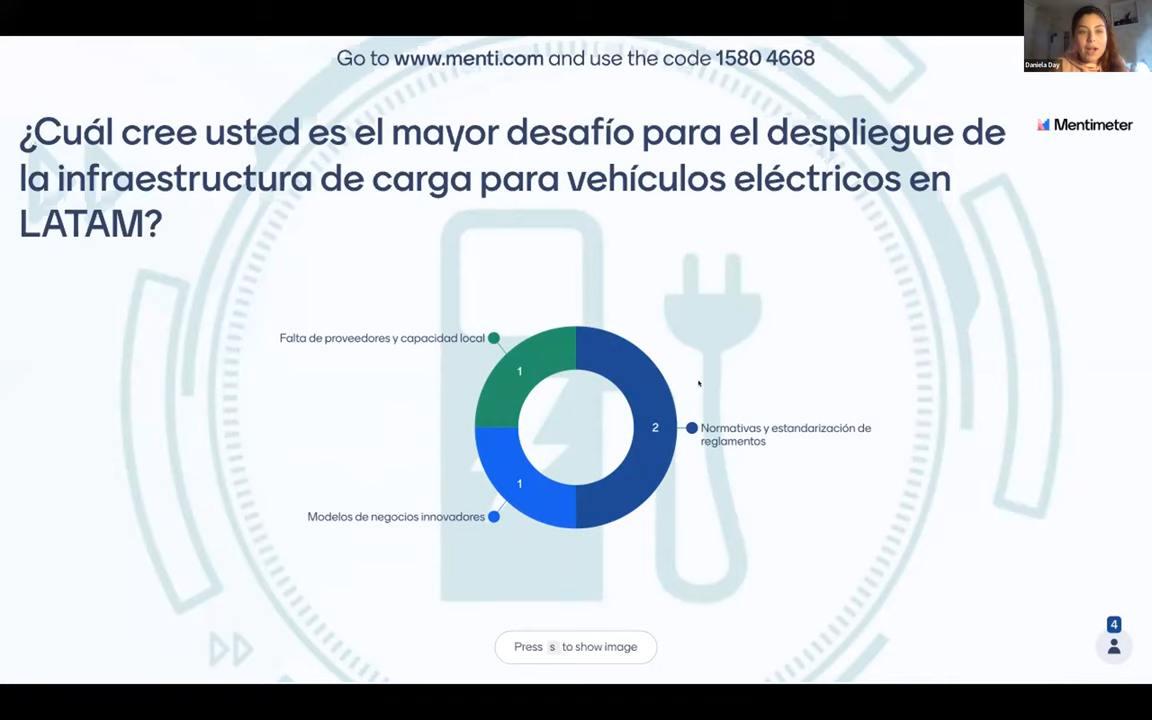 Go to www.menti.com and use the code 1580 4668
Daniela Day
¿Cuál cree usted es el mayor desafío para el despliegue de
la infraestructura de carga para vehículos eléctricos en
LATAM?
Mentimeter
Falta de proveedores y capacidad local
1
2
Normativas y estandarización de
reglamentos
1
Modelos de negocios innovadores
Press s to show image
4